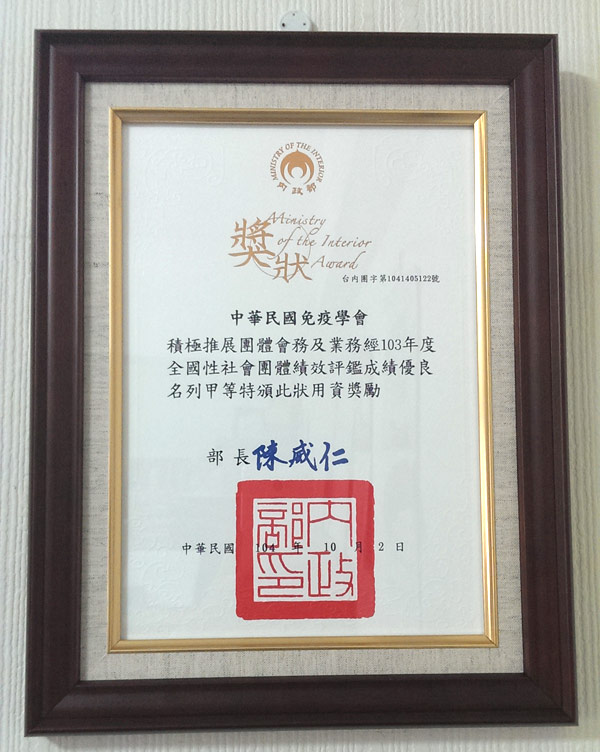 MINISTRY OF THE INTERIOR
內政部
獎狀
Ministry
of the Interior
Award
台內團字第1041405122號
中華民國免疫學會
積極推展團體會務及業務經103年度
全國性社會團體績效評鑑成績優良
名列甲等特頒此狀用資獎勵
部長陳威仁
內政部印
中華民國 104 年 10 月 2 日